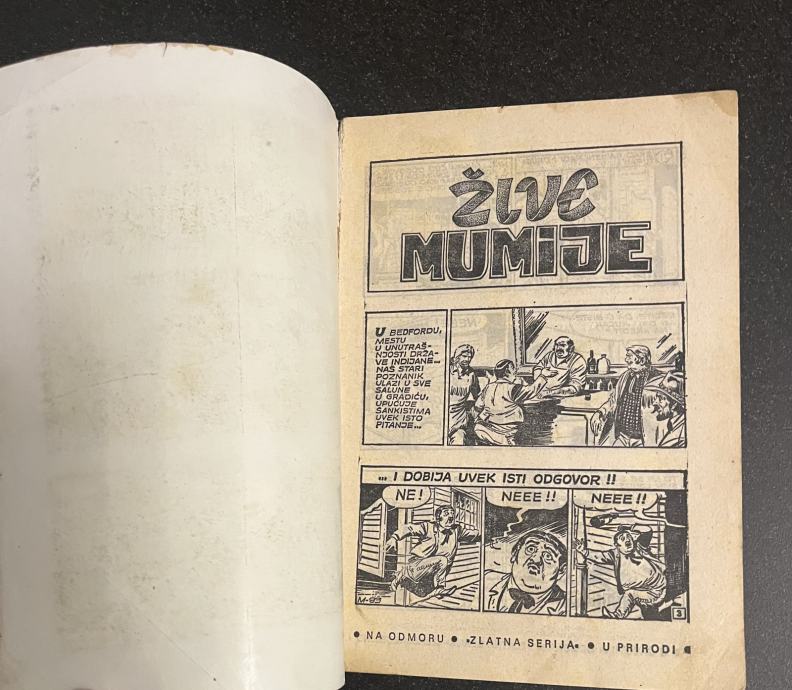 ŽIVE
MUMIJE
U BEDFORDU,
MESTU
U UNUTRAŠ-
NJOSTI DRŽA-
VE INDIJANE...
NAŠ STARI
POZNANIK
ULAZI U SVE
SALUNE
U GRADIĆU,
UPUĆUJE
ŠANKISTIMA
UVEK ISTO
PITANJE...
... I DOBIJA UVEK ISTI ODGOVOR !!
NE!
NEEE!!
NEEE!!
M-93
3
• NA ODMORU • »ZLATNA SERIJA« • U PRIRODI •